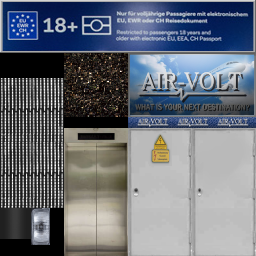 EU
EWR
CH
18+
Nur für volljährige Passagiere mit elektronischem
EU, EWR oder CH Reisedokument
Restricted to passengers 18 years and
older with electronic EU, EEA, CH Passport
AIR VOLT
WHAT IS YOUR NEXT DESTINATION?
AIR VOLT AIR VOLT AIR VOLT